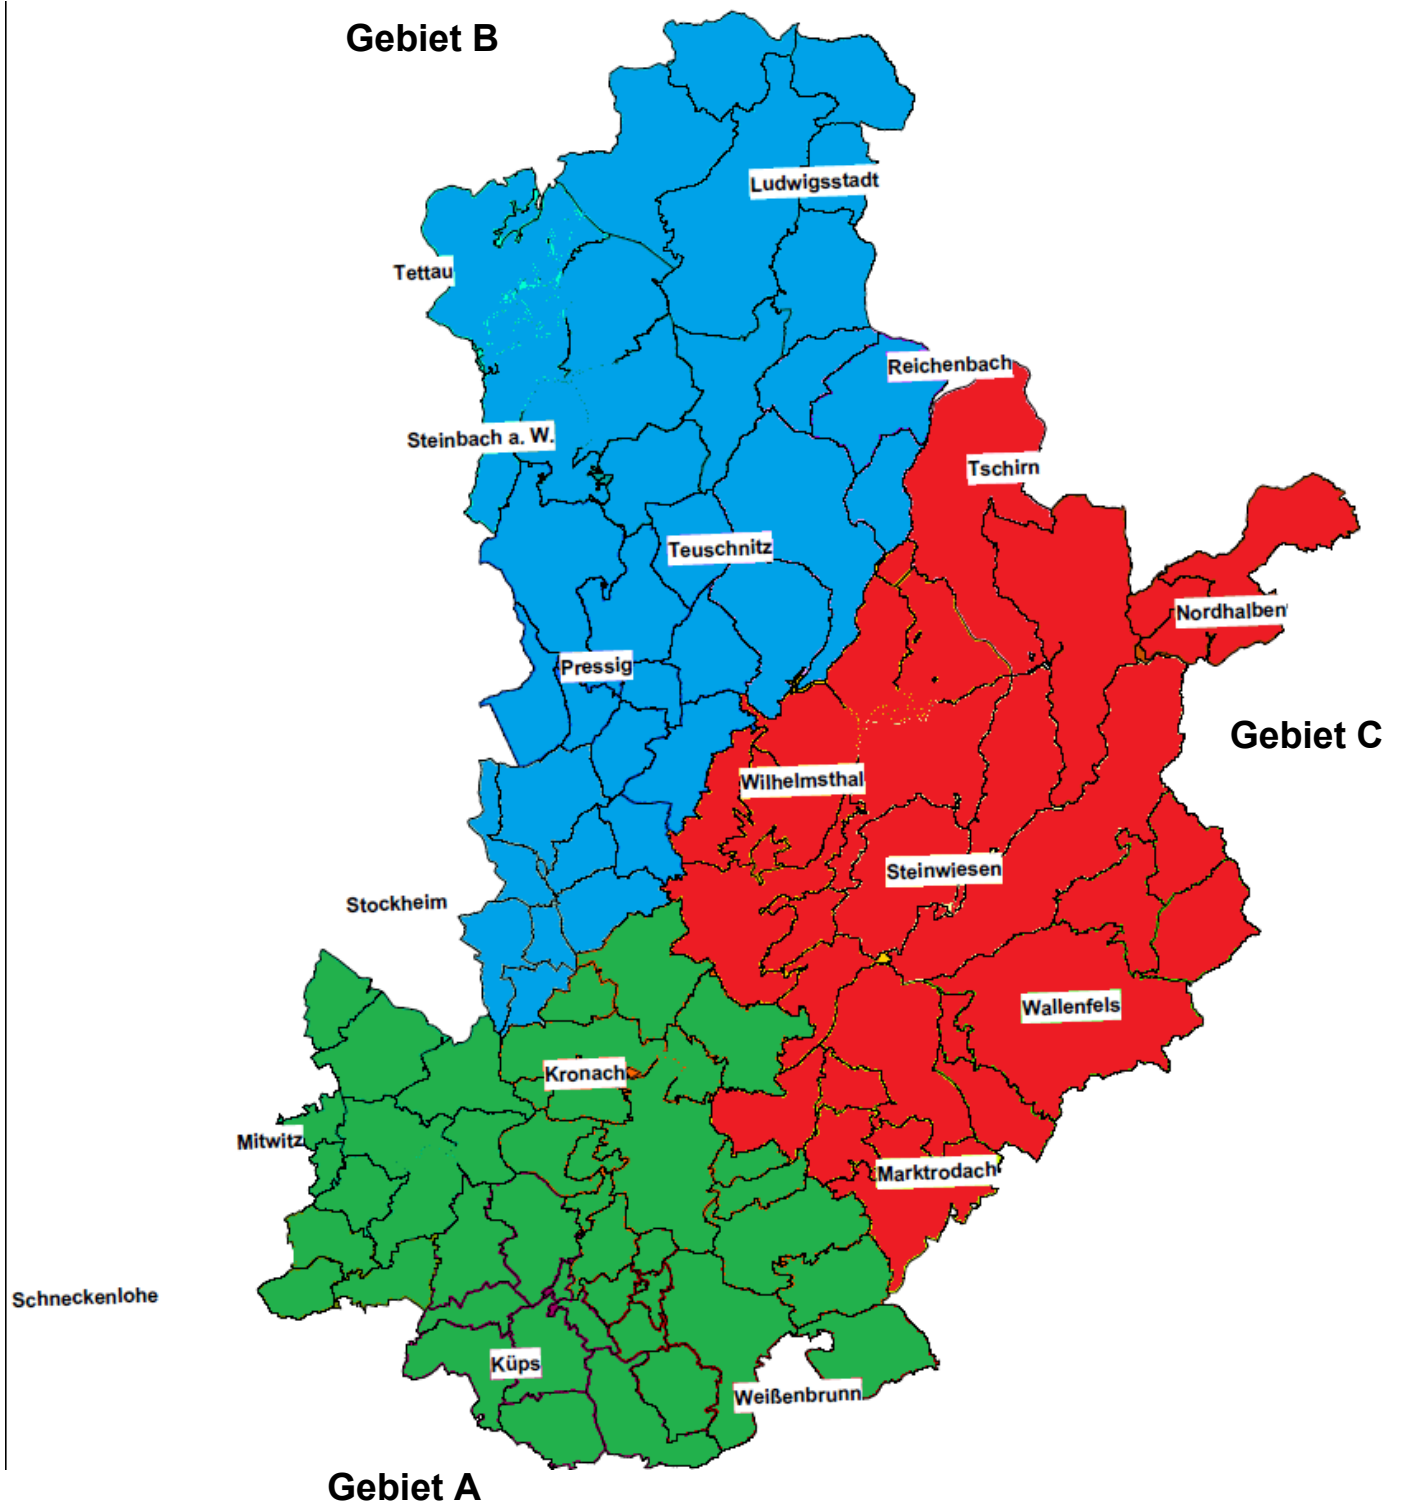 Gebiet B
Ludwigsstadt
Tettau
Reichenbach
Steinbach a. W.
Tschirn
Teuschnitz
Nordhalben
Pressig
Gebiet C
Wilhelmsthal
Steinwiesen
Stockheim
Wallenfels
Kronach
Mitwitz
Marktrodach
Schneckenlohe
Küps
Weißenbrunn
Gebiet A